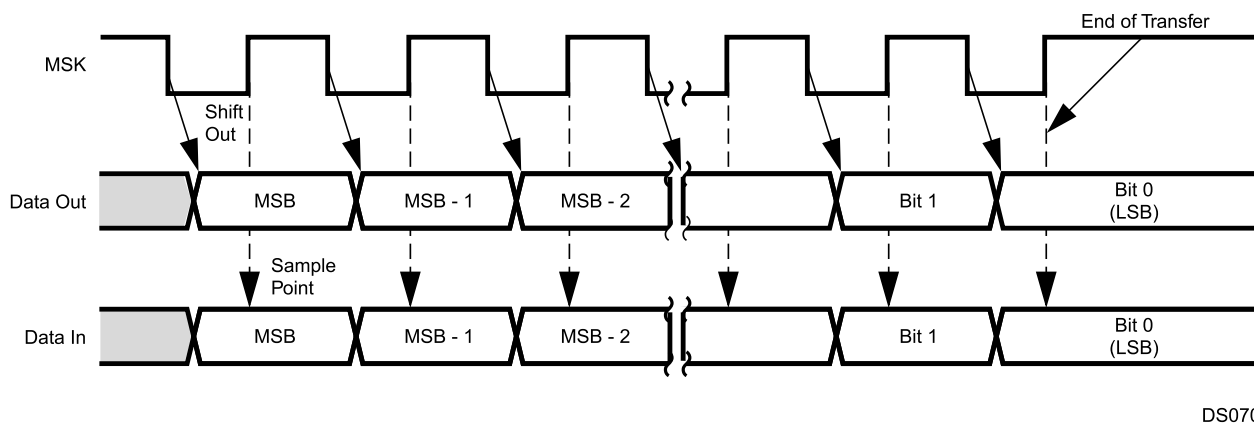 End of Transfer
MSK
Shift
Out
Data Out
MSB
MSB - 1
MSB - 2
Bit 1
Bit 0
(LSB)
Sample
Point
Data In
MSB
MSB - 1
MSB - 2
Bit 1
Bit 0
(LSB)
DS070